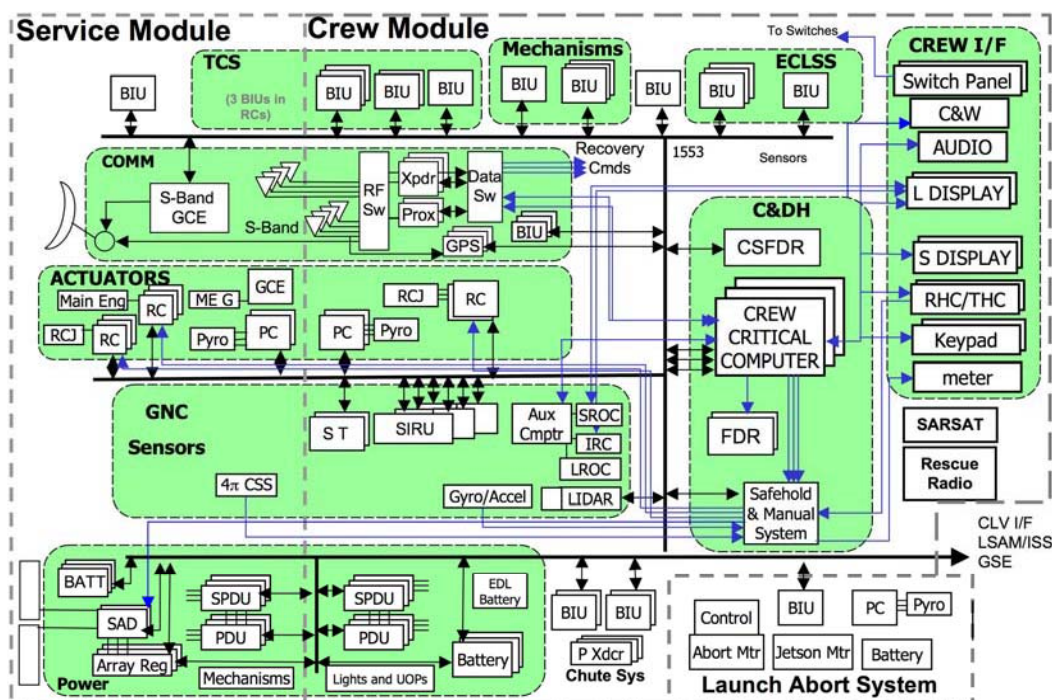 Service Module
Crew Module
To Switches
TCS
(3 BIUs in
RCs)
BIU
BIU
BIU
BIU
Mechanisms
BIU
BIU
BIU
ECLSS
BIU
BIU
CREW I/F
Switch Panel
C&W
AUDIO
L DISPLAY
S DISPLAY
RHC/THC
Keypad
meter
1553
Sensors
COMM
S-Band
GCE
S-Band
RF
Sw
Xpdr
Prox
Data
Sw
GPS
BIU
Recovery
Cmds
C&DH
CSFDR
CREW
CRITICAL
COMPUTER
FDR
Safehold
& Manual
System
ACTUATORS
Main Eng
RC
RCJ
RC
ME G
GCE
Pyro
PC
PC
Pyro
RCJ
RC
GNC
Sensors
S T
SIRU
Aux
Cmptr
SROC
IRC
LROC
LIDAR
Gyro/Accel
4π CSS
SARSAT
Rescue
Radio
CLV I/F
LSAM/ISS
GSE
BATT
SAD
Array Reg
Power
SPDU
PDU
Mechanisms
SPDU
PDU
Lights and UOPs
EDL
Battery
Battery
BIU
BIU
P Xdcr
Chute Sys
Control
Abort Mtr
BIU
Jetson Mtr
PC
Pyro
Battery
Launch Abort System